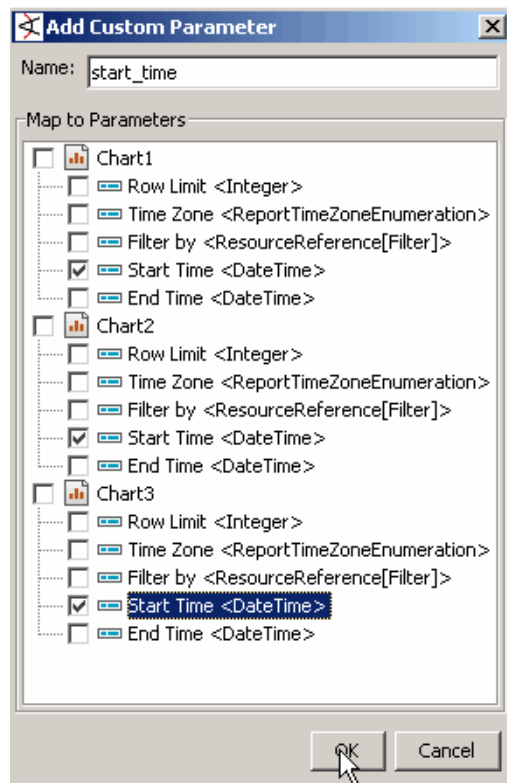 Add Custom Parameter
Name: start_time
Map to Parameters
Chart1
Row Limit <Integer>
Time Zone <ReportTimeZoneEnumeration>
Filter by <ResourceReference[Filter]>
Start Time <DateTime>
End Time <DateTime>
Chart2
Row Limit <Integer>
Time Zone <ReportTimeZoneEnumeration>
Filter by <ResourceReference[Filter]>
Start Time <DateTime>
End Time <DateTime>
Chart3
Row Limit <Integer>
Time Zone <ReportTimeZoneEnumeration>
Filter by <ResourceReference[Filter]>
Start Time <DateTime>
End Time <DateTime>
OK Cancel